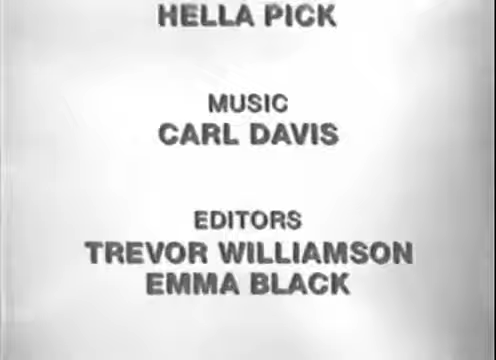 HELLA PICK
MUSIC
CARL DAVIS
EDITORS
TREVOR WILLIAMSON
EMMA BLACK